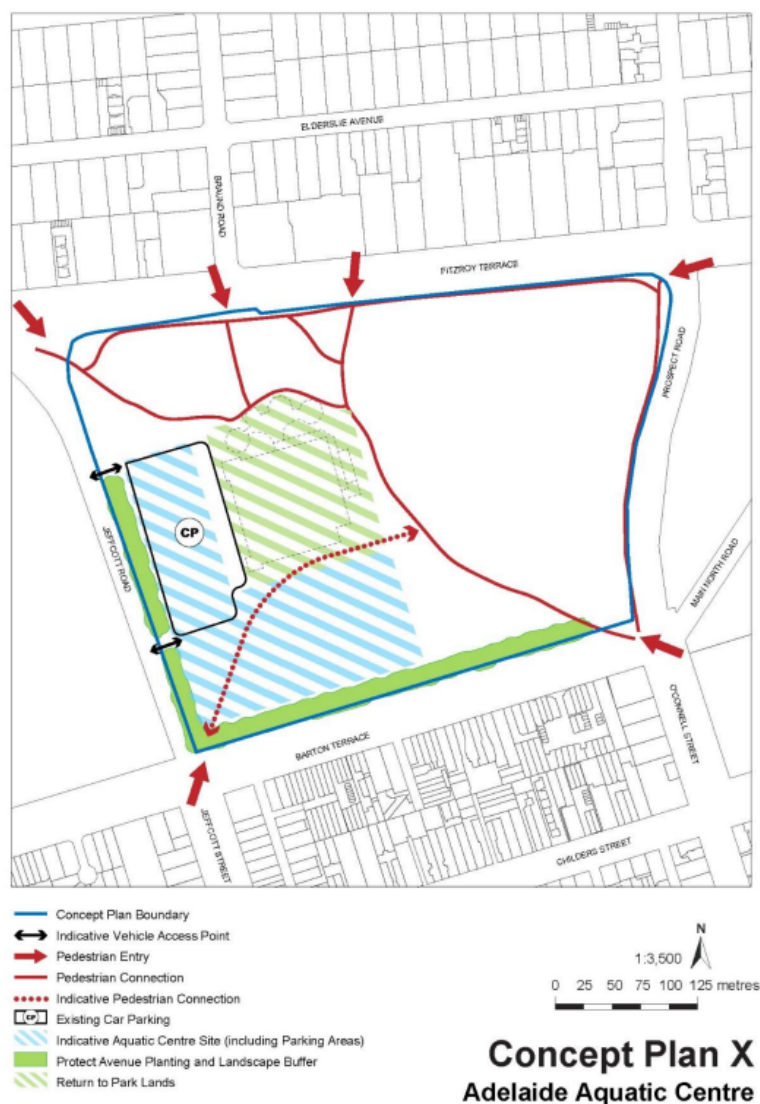 ELDERSLIE AVENUE
BRAUND ROAD
FITZROY TERRACE
PROSPECT ROAD
CP
JEFFCOTT ROAD
MAIN NORTH ROAD
BARTON TERRACE
O'CONNELL STREET
JEFFCOTT STREET
CHILDERS STREET
Concept Plan Boundary
Indicative Vehicle Access Point
Pedestrian Entry
Pedestrian Connection
Indicative Pedestrian Connection
CP Existing Car Parking
Indicative Aquatic Centre Site (including Parking Areas)
Protect Avenue Planting and Landscape Buffer
Return to Park Lands
N
1:3,500
0 25 50 75 100 125 metres
Concept Plan X
Adelaide Aquatic Centre